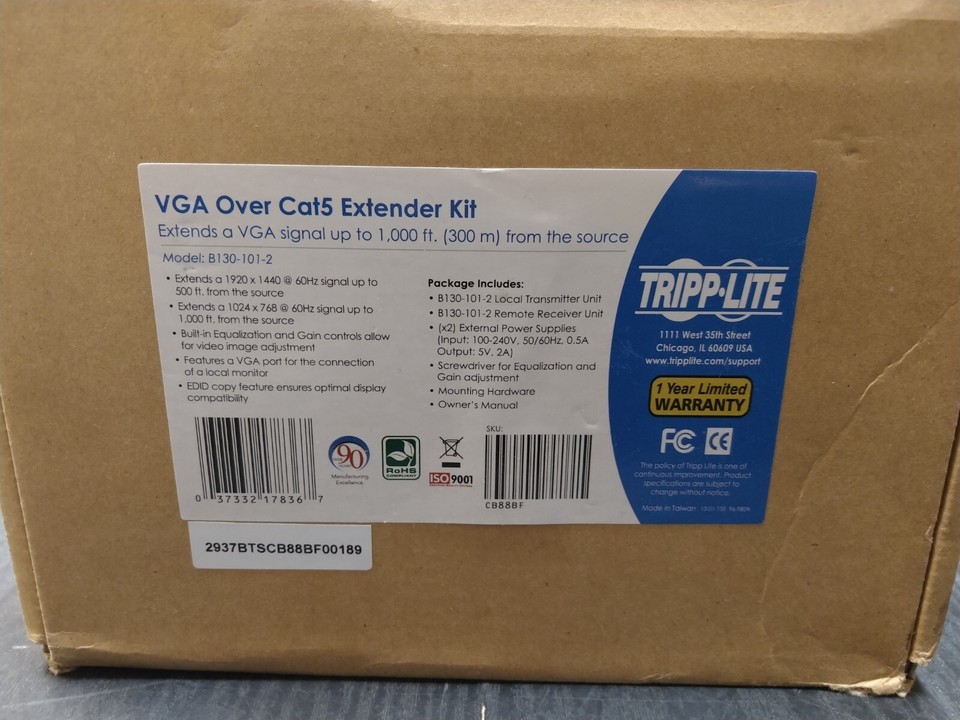 VGA Over Cat5 Extender Kit
Extends a VGA signal up to 1,000 ft. (300 m) from the source
Model: B130-101-2
• Extends a 1920 x 1440 @ 60Hz signal up to
500 ft. from the source
• Extends a 1024 x 768 @ 60Hz signal up to
1,000 ft. from the source
• Built-in Equalization and Gain controls allow
for video image adjustment
• Features a VGA port for the connection
of a local monitor
• EDID copy feature ensures optimal display
compatibility
Package Includes:
• B130-101-2 Local Transmitter Unit
• B130-101-2 Remote Receiver Unit
• (x2) External Power Supplies
(Input: 100-240V, 50/60Hz, 0.5A
Output: 5V, 2A)
• Screwdriver for Equalization and
Gain adjustment
• Mounting Hardware
• Owner's Manual
TRIPP·LITE
1111 West 35th Street
Chicago, IL 60609 USA
www.tripplite.com/support
1 Year Limited
WARRANTY
FC CE
The policy of Tripp Lite is one of
continuous improvement. Product
specifications are subject to
change without notice.
Made in Taiwan
0 37332 17836 7
90
Manufacturing
Excellence
RoHS
COMPLIANT
ISO9001
SKU:
CB88BF
2937BTSCB88BF00189